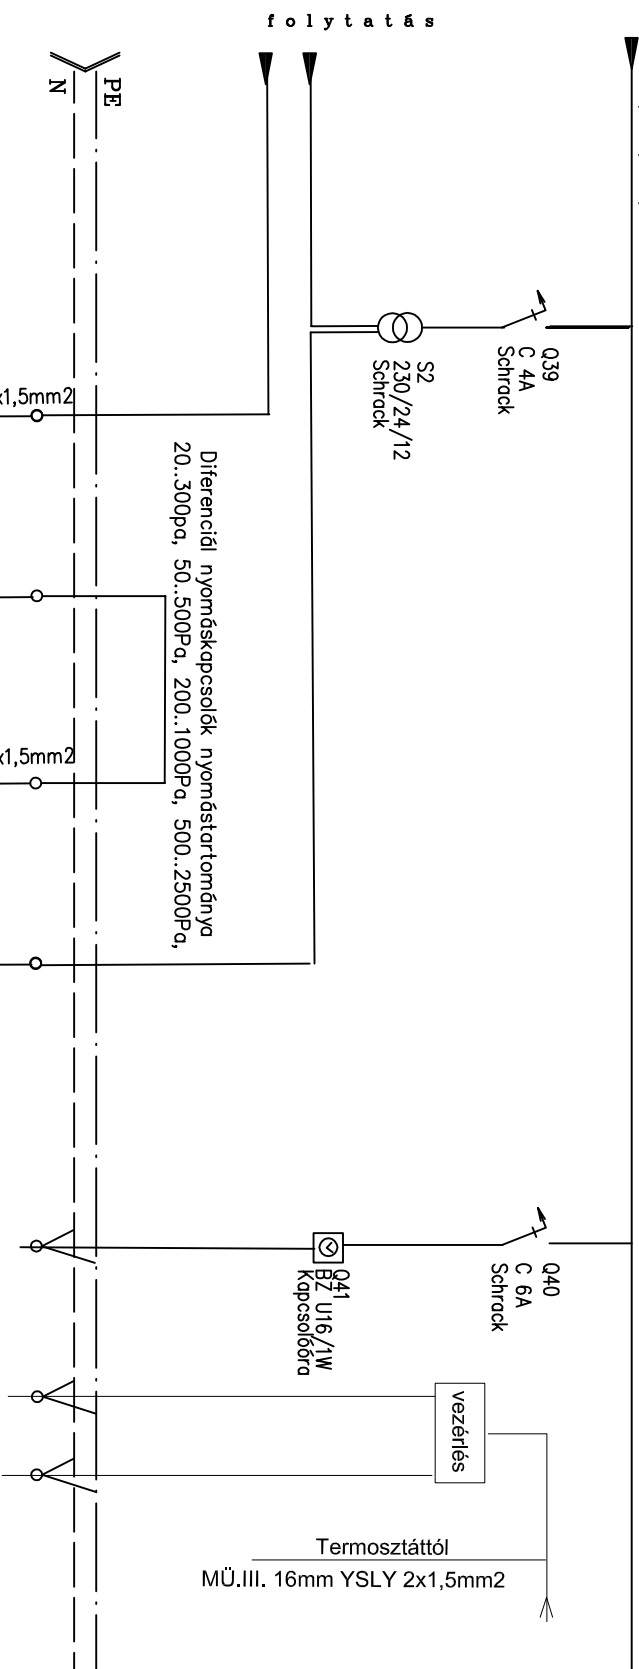 folytatás
N
PE
Q39
C 4A
Schrack
S2
230/24/12
Schrack
x1,5mm2
Diferenciál nyomáskapcsolók nyomástartománya
20..300pa, 50..500Pa, 200..1000Pa, 500..2500Pa,
x1,5mm2
Q40
C 6A
Schrack
Q41
BZ U16/1W
Kapcsolóóra
vezérlés
Termosztáttól
MÜ.III. 16mm YSLY 2x1,5mm2